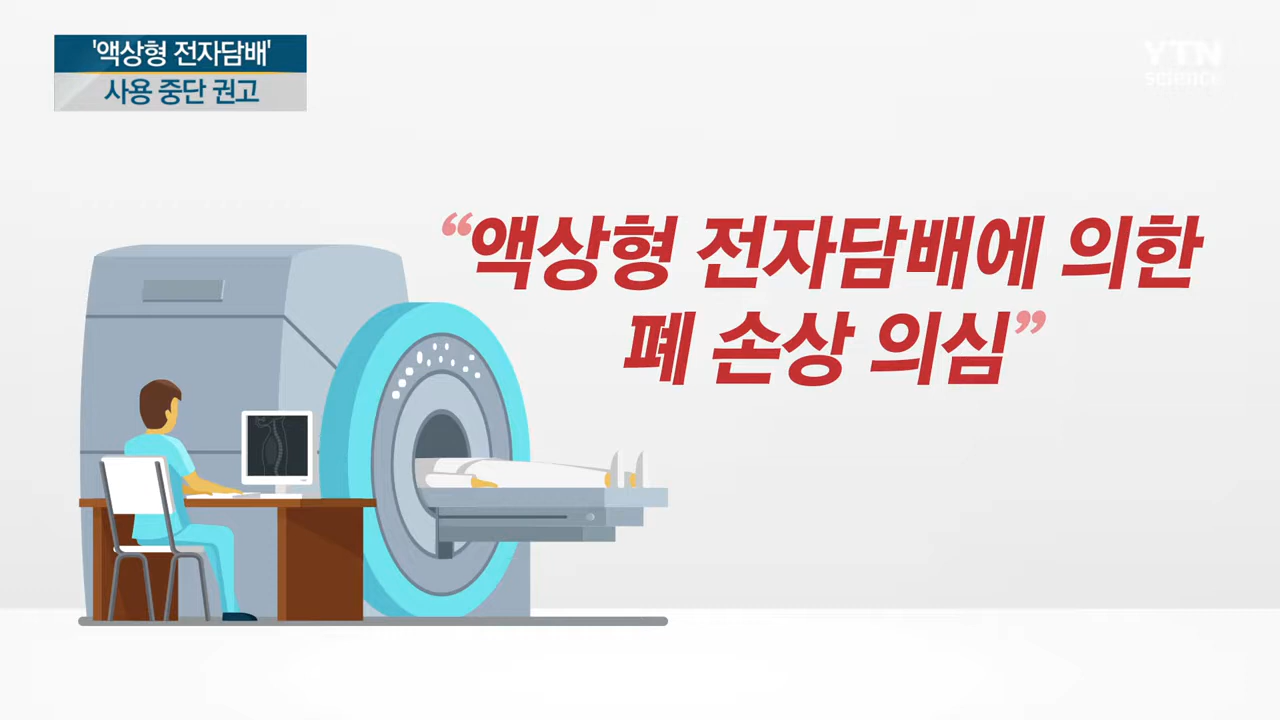 '액상형 전자담배'
사용 중단 권고
YTN
science
“액상형 전자담배에 의한
폐 손상 의심”